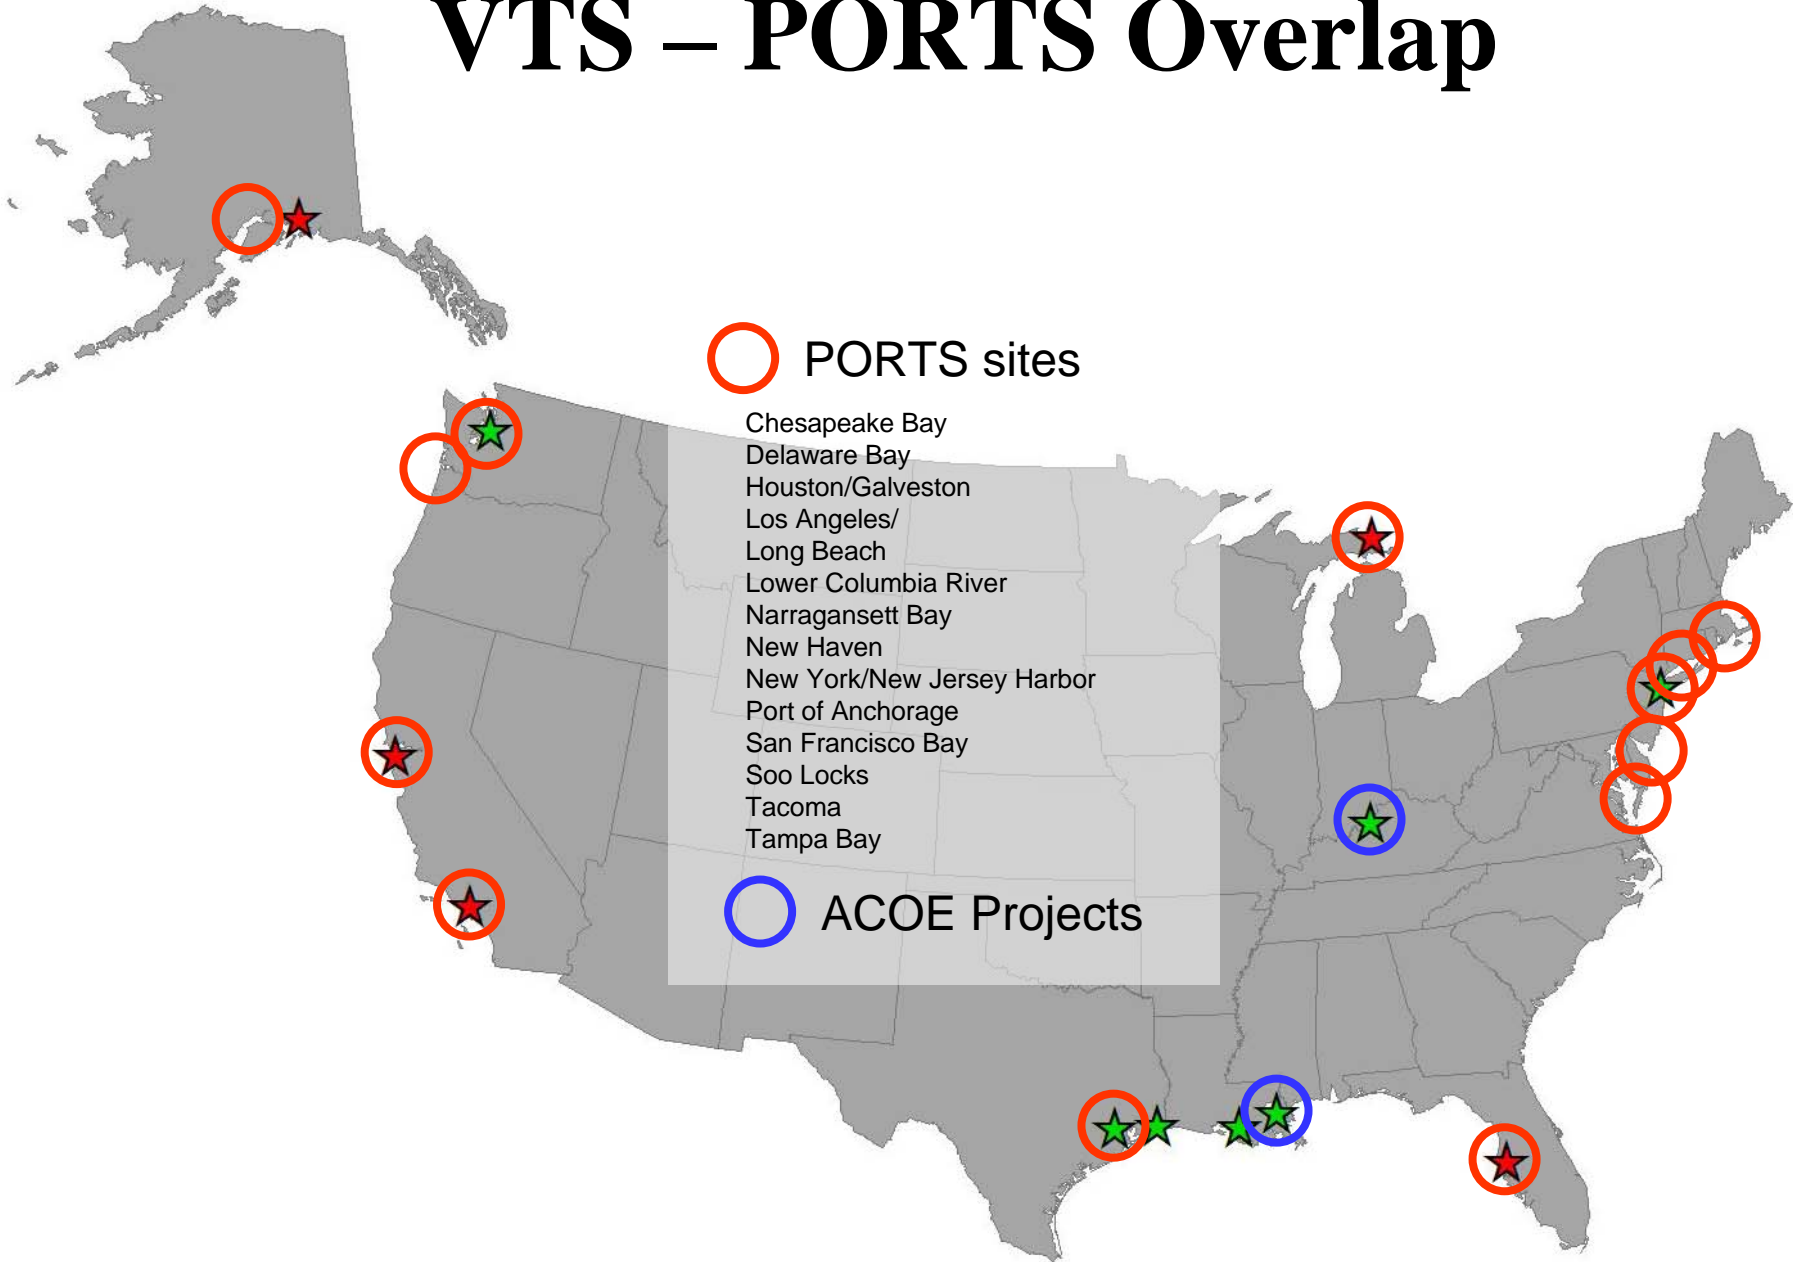 VTS – PORTS Overlap
PORTS sites
Chesapeake Bay
Delaware Bay
Houston/Galveston
Los Angeles/
Long Beach
Lower Columbia River
Narragansett Bay
New Haven
New York/New Jersey Harbor
Port of Anchorage
San Francisco Bay
Soo Locks
Tacoma
Tampa Bay
ACOE Projects